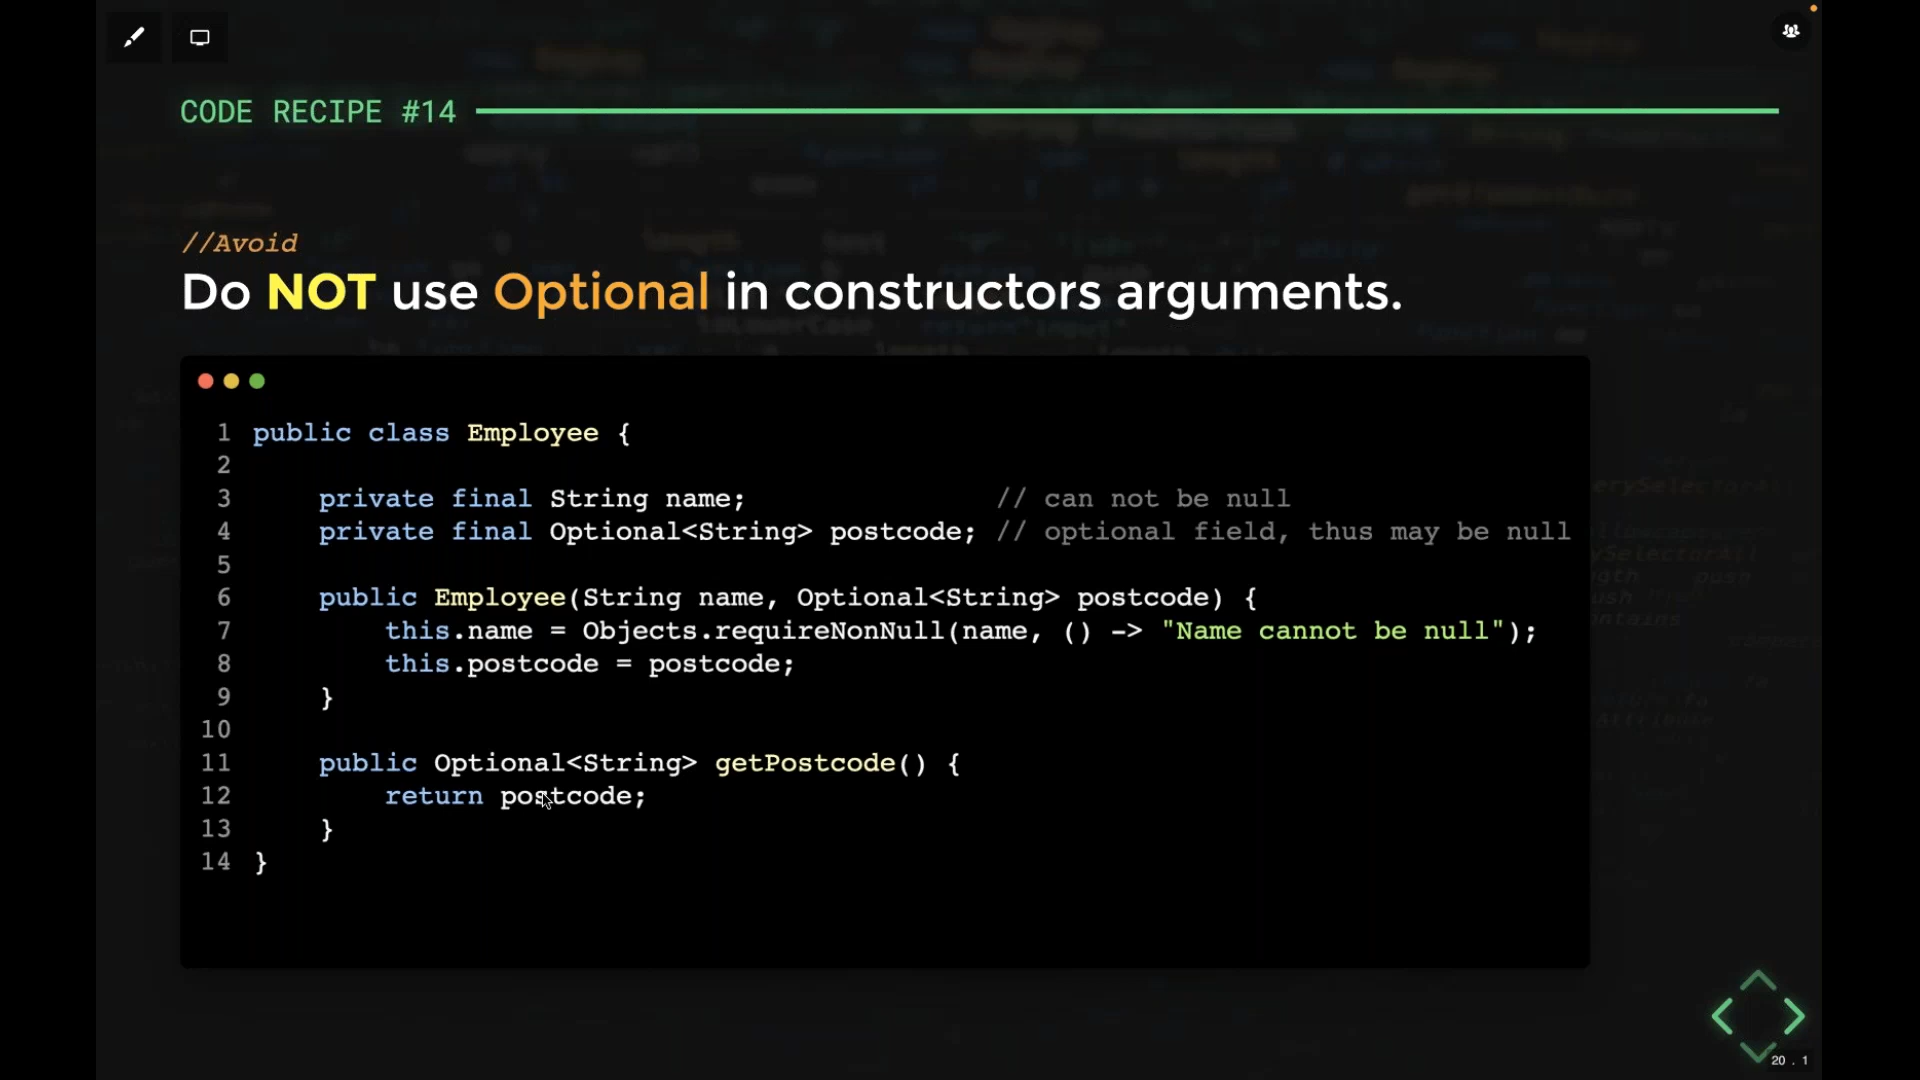 CODE RECIPE #14
//Avoid
Do NOT use Optional in constructors arguments.
1 public class Employee {
2
3     private final String name;               // can not be null
4     private final Optional<String> postcode; // optional field, thus may be null
5
6     public Employee(String name, Optional<String> postcode) {
7         this.name = Objects.requireNonNull(name, () -> "Name cannot be null");
8         this.postcode = postcode;
9     }
10
11     public Optional<String> getPostcode() {
12         return postcode;
13     }
14 }
20 . 1